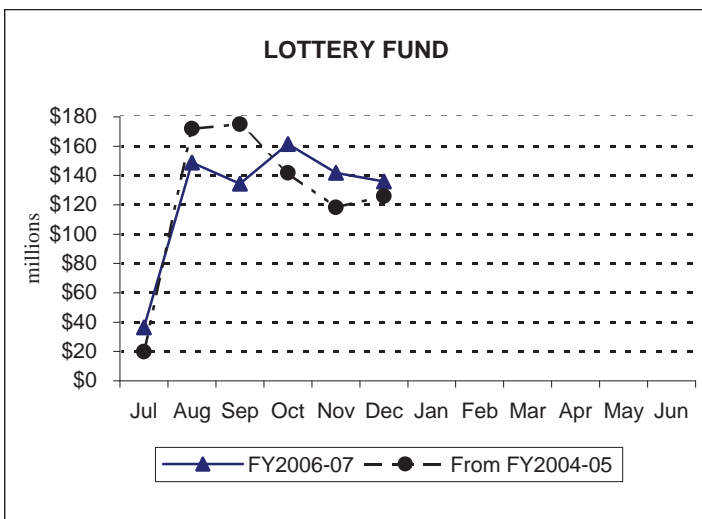 LOTTERY FUND
$180
$160
$140
$120
$100
$80
$60
$40
$20
$0
millions
Jul Aug Sep Oct Nov Dec Jan Feb Mar Apr May Jun
FY2006-07 From FY2004-05